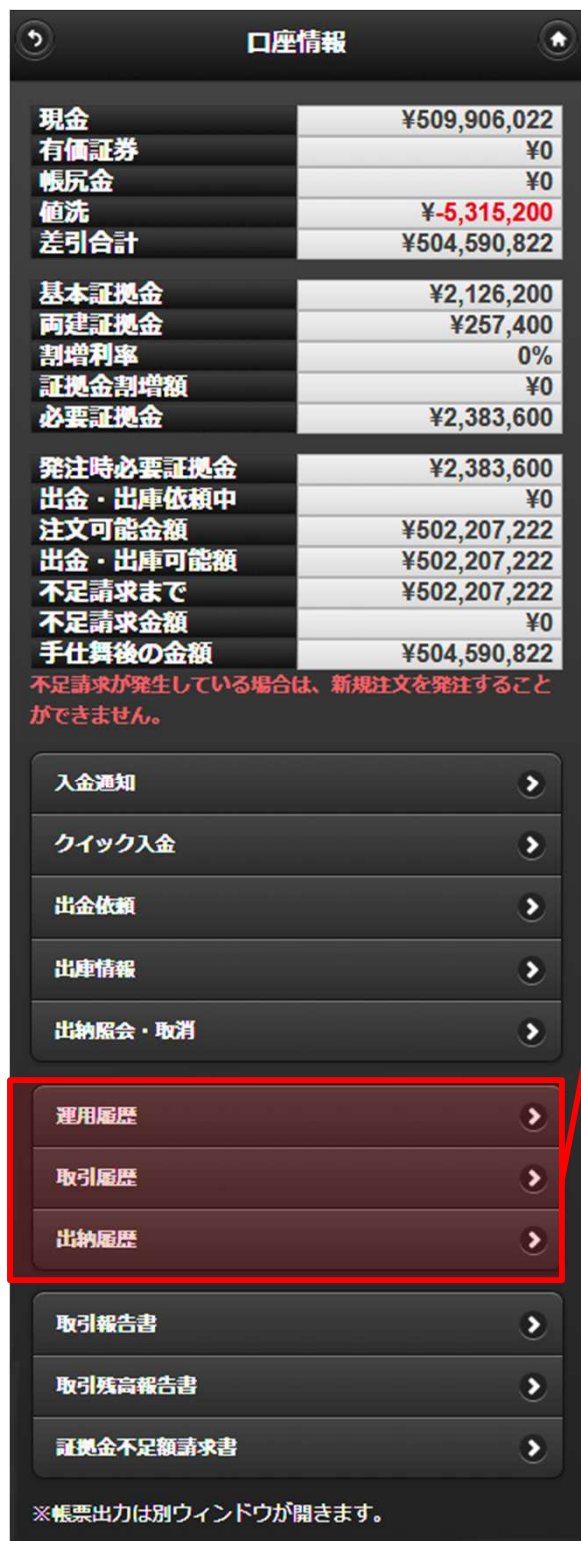 口座情報
現金 ¥509,906,022
有価証券 ¥0
帳尻金 ¥0
値洗 ¥-5,315,200
差引合計 ¥504,590,822
基本証拠金 ¥2,126,200
両建証拠金 ¥257,400
割増利率 0%
証拠金割増額 ¥0
必要証拠金 ¥2,383,600
発注時必要証拠金 ¥2,383,600
出金・出庫依頼中 ¥0
注文可能金額 ¥502,207,222
出金・出庫可能額 ¥502,207,222
不足請求まで ¥502,207,222
不足請求金額 ¥0
手仕舞後の金額 ¥504,590,822
不足請求が発生している場合は、新規注文を発注すること
ができません。
入金通知
クイック入金
出金依頼
出庫情報
出納照会・取消
運用履歴
取引履歴
出納履歴
取引報告書
取引残高報告書
証拠金不足額請求書
※帳票出力は別ウィンドウが開きます。